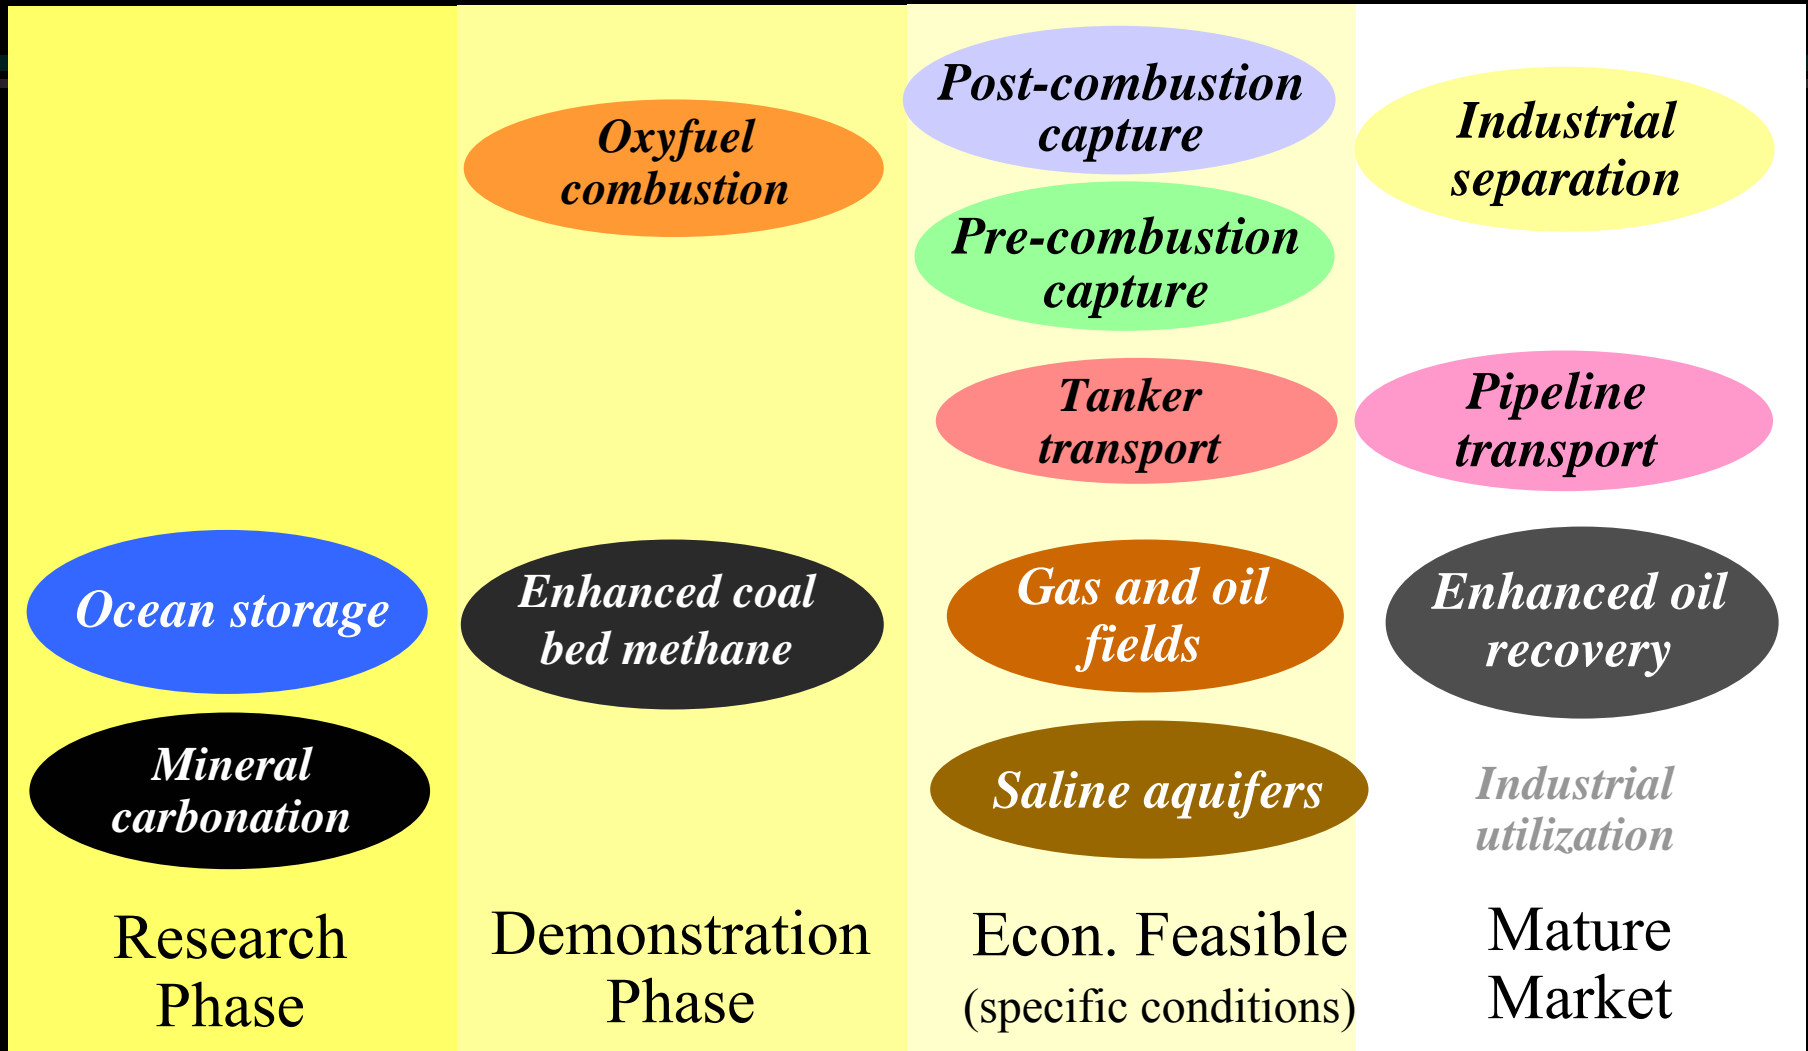 Ocean storage
Mineral
carbonation
Research
Phase
Oxyfuel
combustion
Enhanced coal
bed methane
Demonstration
Phase
Post-combustion
capture
Pre-combustion
capture
Tanker
transport
Gas and oil
fields
Saline aquifers
Econ. Feasible
(specific conditions)
Industrial
separation
Pipeline
transport
Enhanced oil
recovery
Industrial
utilization
Mature
Market